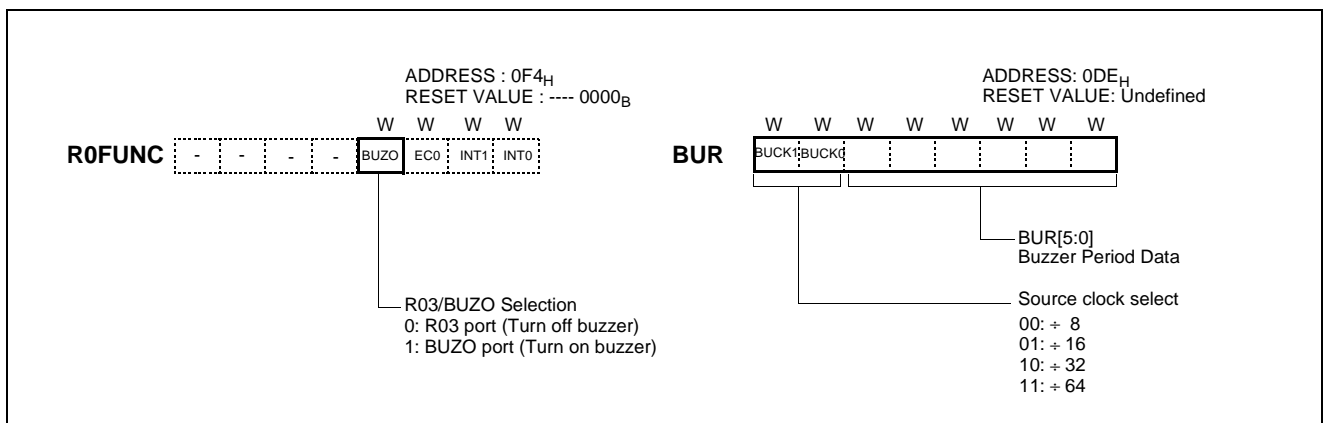 ADDRESS : 0F4H
RESET VALUE : ---- 0000B
W W W W
R0FUNC - - - - BUZO EC0 INT1 INT0
R03/BUZO Selection
0: R03 port (Turn off buzzer)
1: BUZO port (Turn on buzzer)
ADDRESS: 0DEH
RESET VALUE: Undefined
W W W W W W W W
BUR BUCK1 BUCK0
BUR[5:0]
Buzzer Period Data
Source clock select
00: ÷ 8
01: ÷ 16
10: ÷ 32
11: ÷ 64